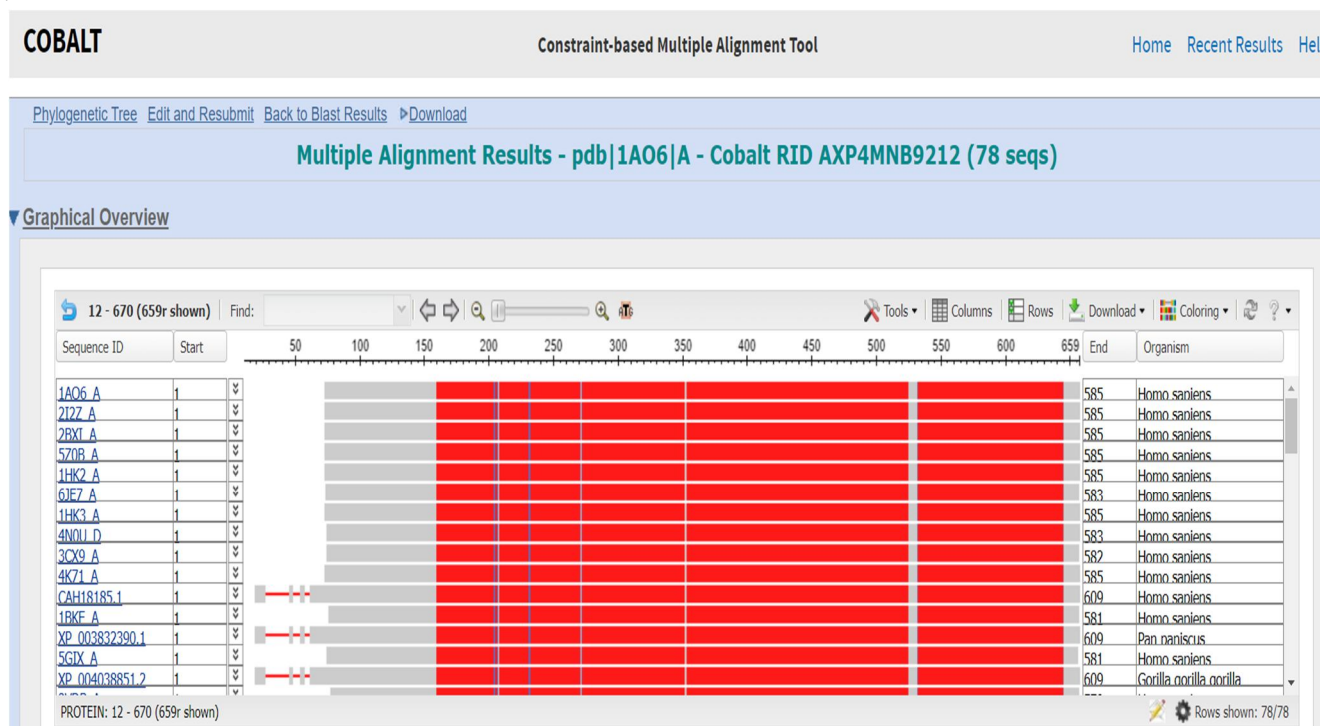 COBALT Constraint-based Multiple Alignment Tool Home Recent Results Hel
Phylogenetic Tree Edit and Resubmit Back to Blast Results Download
Multiple Alignment Results - pdb|1AO6|A - Cobalt RID AXP4MNB9212 (78 seqs)
Graphical Overview
12 - 670 (659r shown) Find: Tools Columns Rows Download Coloring ?
Sequence ID Start 50 100 150 200 250 300 350 400 450 500 550 600 659 End Organism
1AO6_A 1 585 Homo sapiens
2I2Z_A 1 585 Homo sapiens
2BXI_A 1 585 Homo sapiens
5Z0B_A 1 585 Homo sapiens
1HK2_A 1 585 Homo sapiens
6JE7_A 1 583 Homo sapiens
1HK3_A 1 585 Homo sapiens
4N0U_D 1 583 Homo sapiens
3CX9_A 1 582 Homo sapiens
4K71_A 1 585 Homo sapiens
CAH18185.1 1 609 Homo sapiens
1BKE_A 1 581 Homo sapiens
XP_003832390.1 1 609 Pan paniscus
5GIX_A 1 581 Homo sapiens
XP_004038851.2 1 609 Gorilla gorilla gorilla
PROTEIN: 12 - 670 (659r shown) Rows shown: 78/78